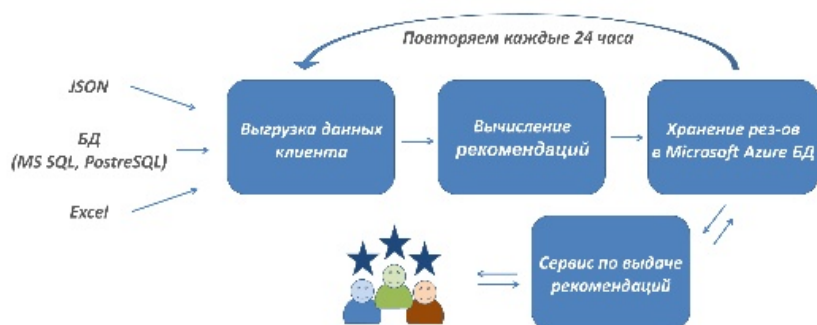 Повторяем каждые 24 часа
JSON
БД
(MS SQL, PostreSQL)
Excel
Выгрузка данных
клиента
Вычисление
рекомендаций
Хранение рез-ов
в Microsoft Azure БД
Сервис по выдаче
рекомендаций